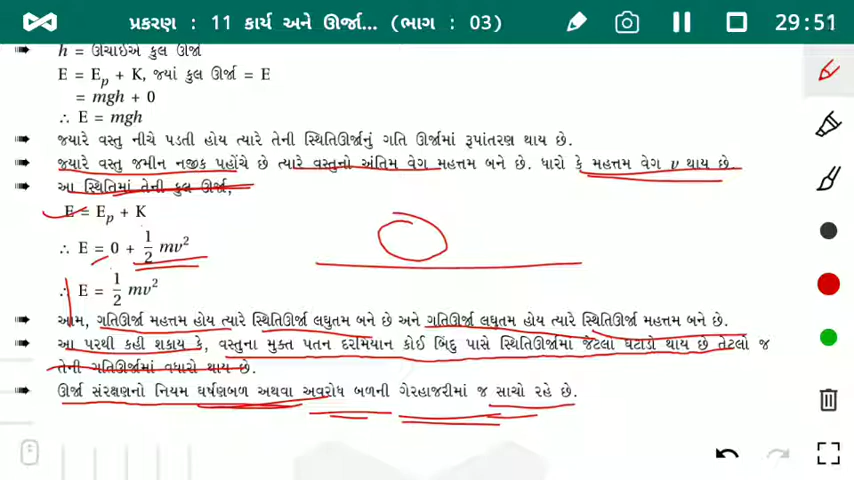 પ્રકરણ : 11 કાર્ય અને ઊર્જા... (ભાગ : 03) 29:51
h = ઊંચાઇએ કુલ ઊર્જા
E = Ep + K, જ્યાં કુલ ઊર્જા = E
= mgh + 0
∴ E = mgh
જ્યારે વસ્તુ નીચે પડતી હોય ત્યારે તેની સ્થિતિઊર્જાનું ગતિ ઊર્જામાં રૂપાંતરણ થાય છે.
જ્યારે વસ્તુ જમીન નજીક પહોંચે છે ત્યારે વસ્તુનો અંતિમ વેગ મહત્તમ બને છે. ધારો કે મહત્તમ વેગ v થાય છે.
આ સ્થિતિમાં તેની કુલ ઊર્જા,
E = Ep + K
∴ E = 0 + 1/2 mv²
∴ E = 1/2 mv²
આમ, ગતિઊર્જા મહત્તમ હોય ત્યારે સ્થિતિઊર્જા લઘુતમ બને છે અને ગતિઊર્જા લઘુતમ હોય ત્યારે સ્થિતિઊર્જા મહત્તમ બને છે.
આ પરથી કહી શકાય કે, વસ્તુના મુક્ત પતન દરમિયાન કોઈ બિંદુ પાસે સ્થિતિઊર્જામાં જેટલો ઘટાડો થાય છે તેટલો જ
તેની ગતિઊર્જામાં વધારો થાય છે.
ઊર્જા સંરક્ષણનો નિયમ ઘર્ષણબળ અથવા અવરોધ બળની ગેરહાજરીમાં જ સાચો રહે છે.